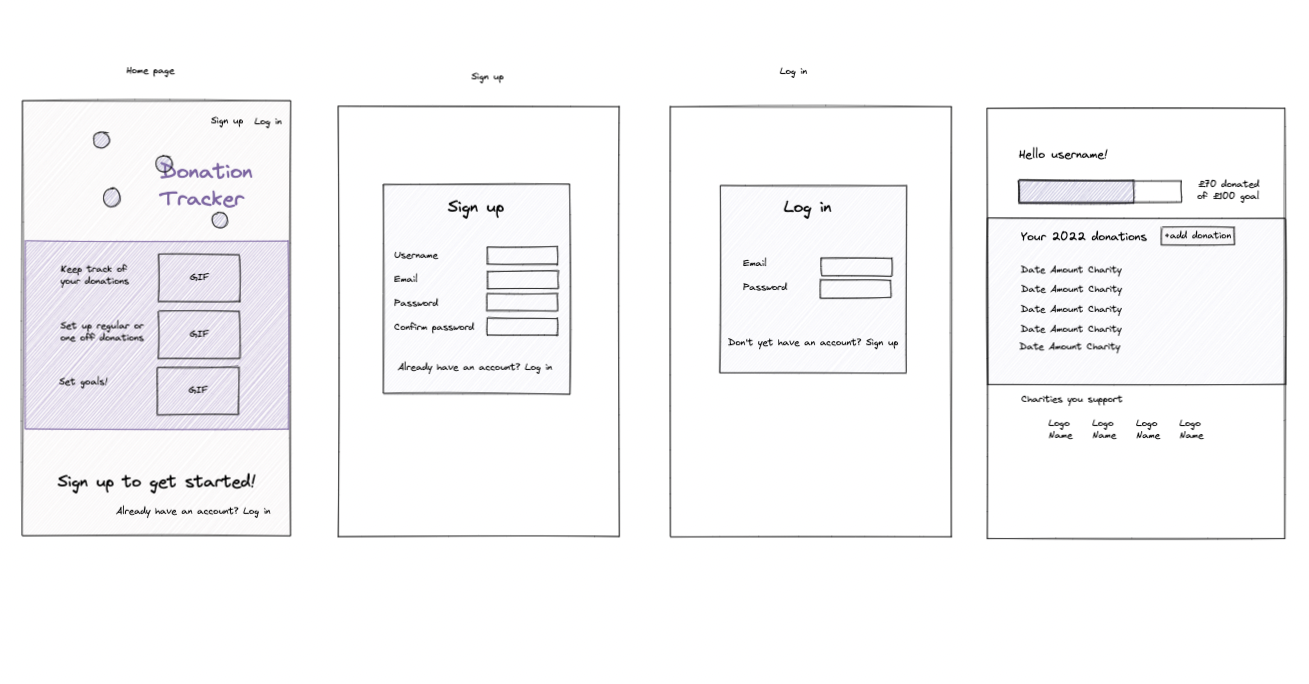 Home page
Sign up Log in
Donation
Tracker
Keep track of
your donations
GIF
Set up regular or
one off donations
GIF
Set goals!
GIF
Sign up to get started!
Already have an account? Log in
Sign up
Sign up
Username
Email
Password
Confirm password
Already have an account? Log in
Log in
Log in
Email
Password
Don't yet have an account? Sign up
Hello username!
£70 donated
of £100 goal
Your 2022 donations +add donation
Date Amount Charity
Date Amount Charity
Date Amount Charity
Date Amount Charity
Date Amount Charity
Charities you support
Logo Logo Logo Logo
Name Name Name Name